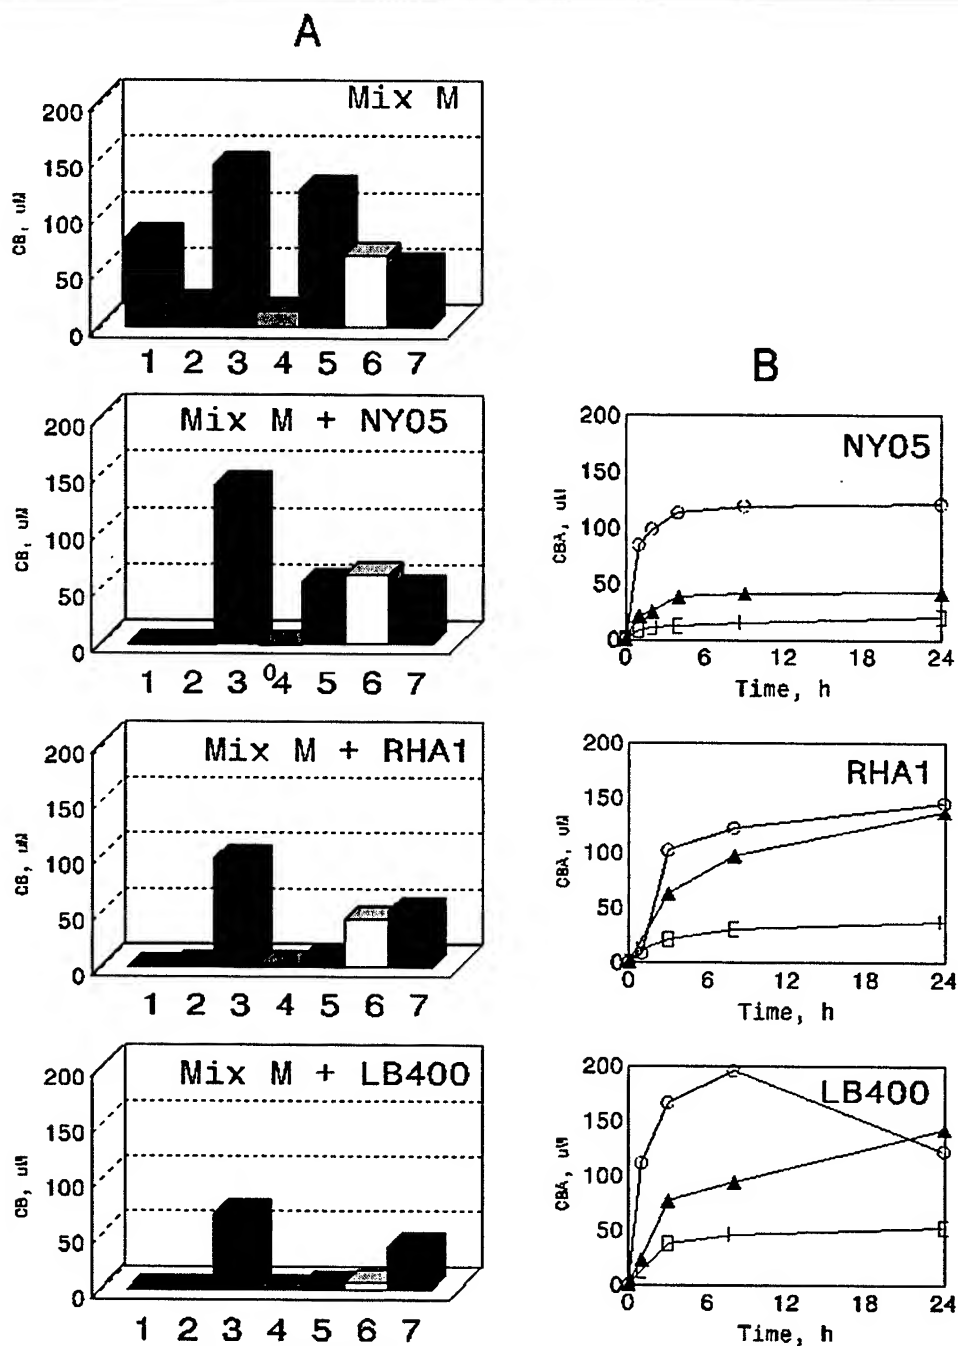 A
Mix M
200
150
100
50
0
CB, uM
1 2 3 4 5 6 7
Mix M + NY05
200
150
100
50
0
CB, uM
1 2 3 0 4 5 6 7
Mix M + RHA1
200
150
100
50
0
CB, uM
1 2 3 4 5 6 7
Mix M + LB400
200
150
100
50
0
CB, uM
1 2 3 4 5 6 7
B
NY05
200
150
100
50
0
CBA, uM
0 6 12 18 24
Time, h
RHA1
200
150
100
50
0
CBA, uM
0 6 12 18 24
Time, h
LB400
200
150
100
50
0
CBA, uM
0 6 12 18 24
Time, h